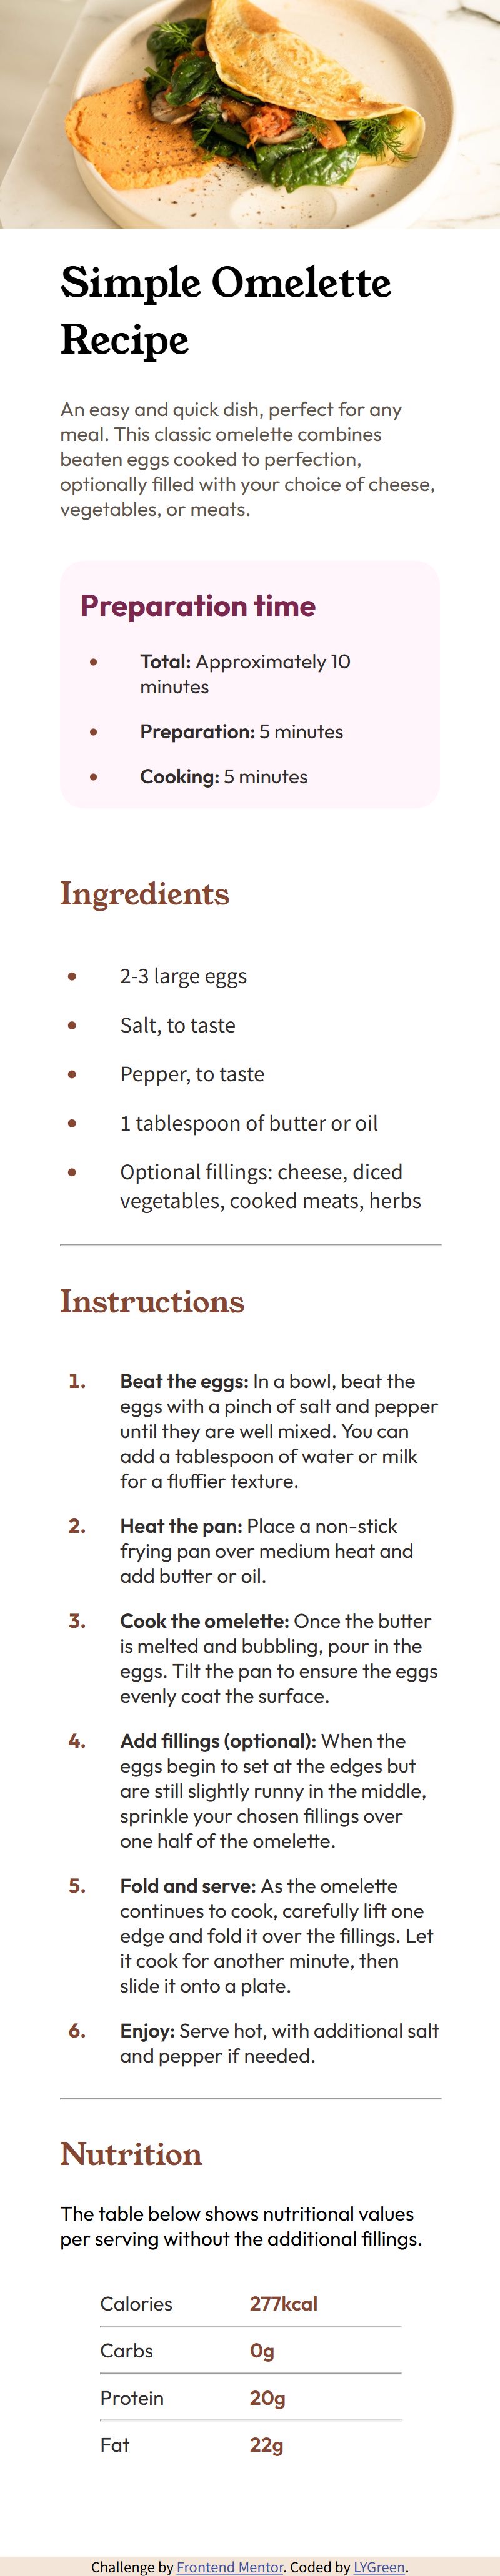 Simple Omelette
Recipe
An easy and quick dish, perfect for any
meal. This classic omelette combines
beaten eggs cooked to perfection,
optionally filled with your choice of cheese,
vegetables, or meats.
Preparation time
• Total: Approximately 10
minutes
• Preparation: 5 minutes
• Cooking: 5 minutes
Ingredients
• 2-3 large eggs
• Salt, to taste
• Pepper, to taste
• 1 tablespoon of butter or oil
• Optional fillings: cheese, diced
vegetables, cooked meats, herbs
Instructions
1. Beat the eggs: In a bowl, beat the
eggs with a pinch of salt and pepper
until they are well mixed. You can
add a tablespoon of water or milk
for a fluffier texture.
2. Heat the pan: Place a non-stick
frying pan over medium heat and
add butter or oil.
3. Cook the omelette: Once the butter
is melted and bubbling, pour in the
eggs. Tilt the pan to ensure the eggs
evenly coat the surface.
4. Add fillings (optional): When the
eggs begin to set at the edges but
are still slightly runny in the middle,
sprinkle your chosen fillings over
one half of the omelette.
5. Fold and serve: As the omelette
continues to cook, carefully lift one
edge and fold it over the fillings. Let
it cook for another minute, then
slide it onto a plate.
6. Enjoy: Serve hot, with additional salt
and pepper if needed.
Nutrition
The table below shows nutritional values
per serving without the additional fillings.
Calories 277kcal
Carbs 0g
Protein 20g
Fat 22g
Challenge by Frontend Mentor. Coded by LYGreen.